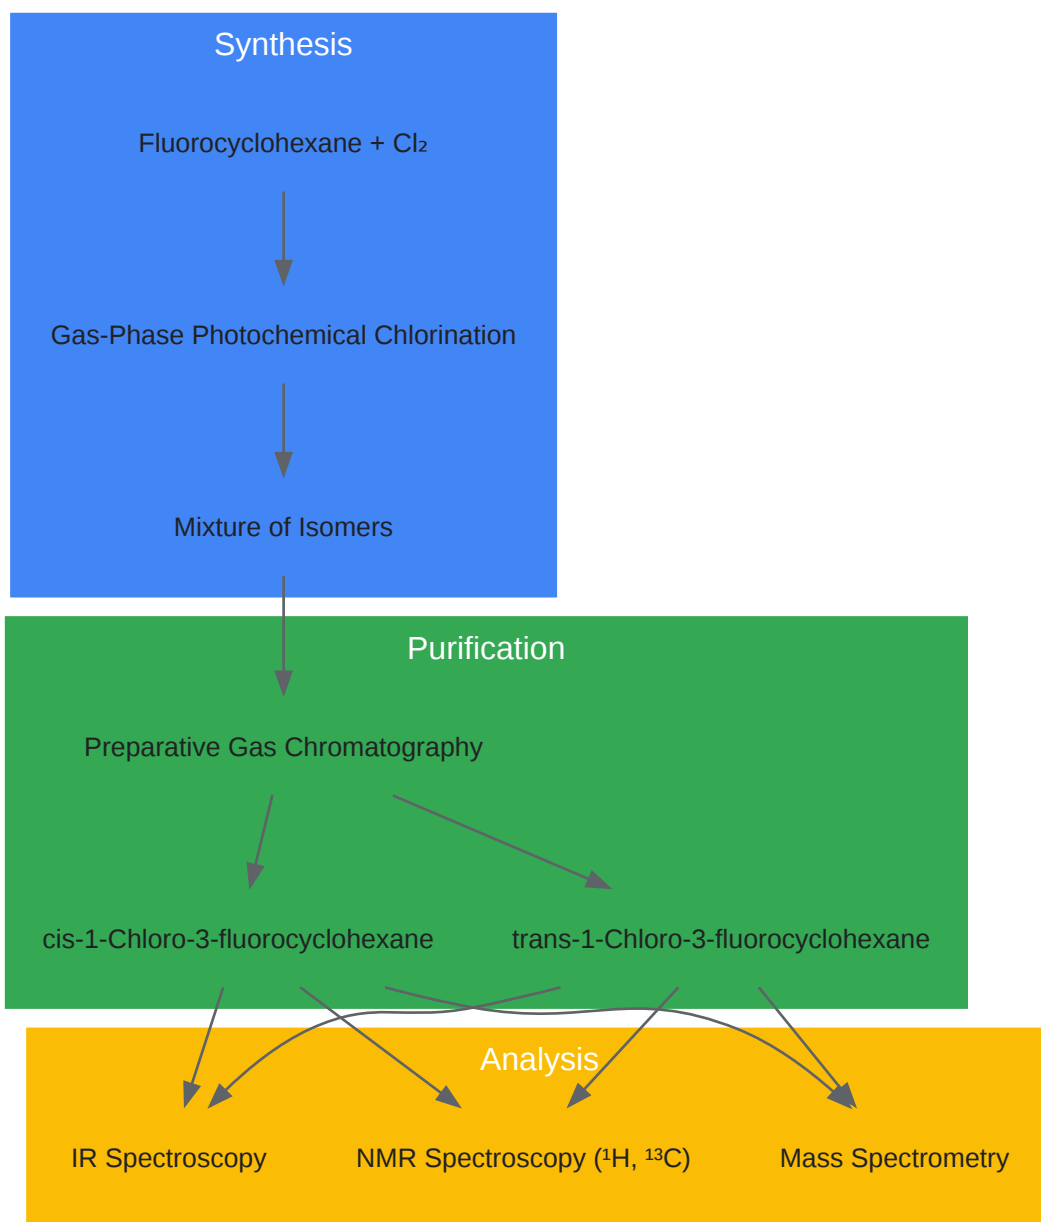 Synthesis
Fluorocyclohexane + Cl₂
Gas-Phase Photochemical Chlorination
Mixture of Isomers
Purification
Preparative Gas Chromatography
cis-1-Chloro-3-fluorocyclohexane
trans-1-Chloro-3-fluorocyclohexane
Analysis
IR Spectroscopy
NMR Spectroscopy (¹H, ¹³C)
Mass Spectrometry